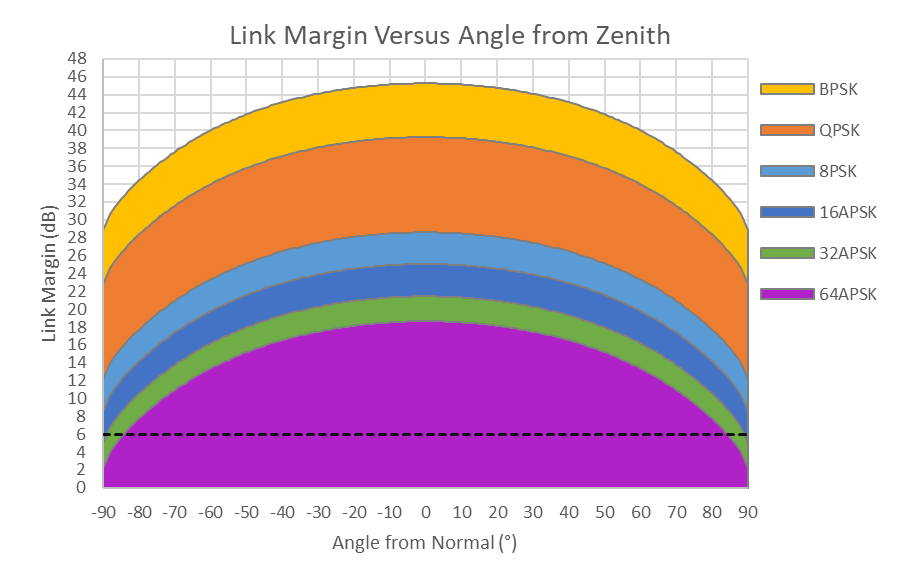 Link Margin Versus Angle from Zenith
Link Margin (dB)
48
46
44
42
40
38
36
34
32
30
28
26
24
22
20
18
16
14
12
10
8
6
4
2
0
-90 -80 -70 -60 -50 -40 -30 -20 -10 0 10 20 30 40 50 60 70 80 90
Angle from Normal (°)
BPSK
QPSK
8PSK
16APSK
32APSK
64APSK